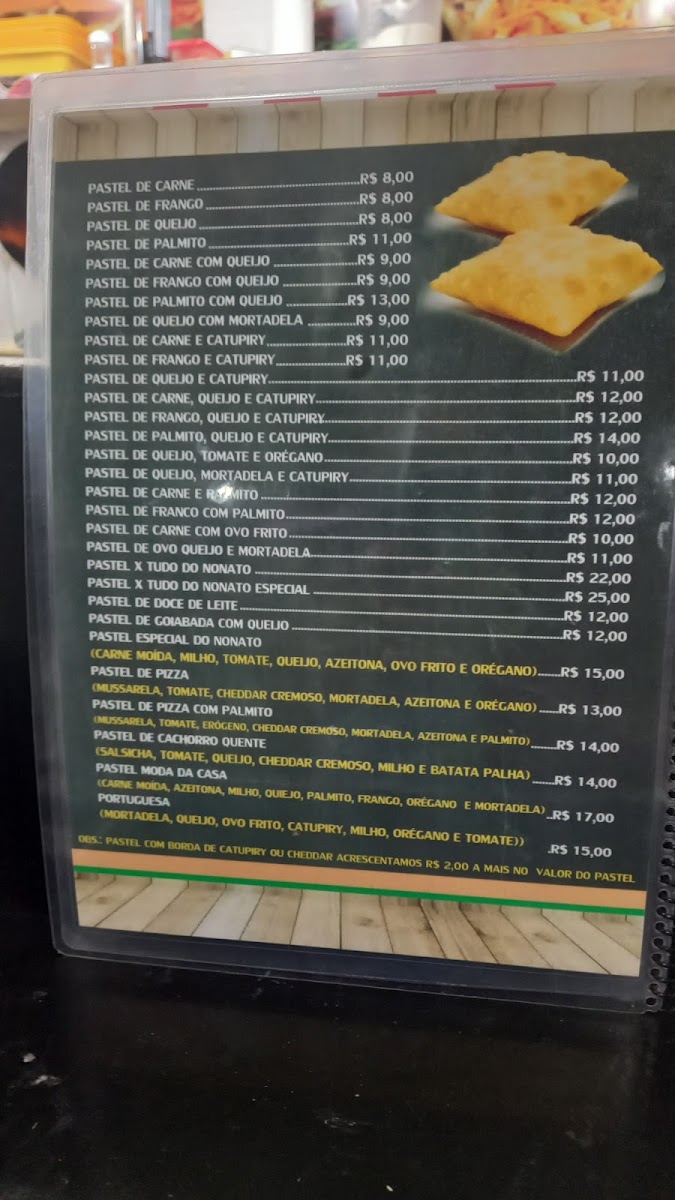 PASTEL DE CARNE R$ 8,00
PASTEL DE FRANGO R$ 8,00
PASTEL DE QUEIJO R$ 8,00
PASTEL DE PALMITO R$ 11,00
PASTEL DE CARNE COM QUEIJO R$ 9,00
PASTEL DE FRANGO COM QUEIJO R$ 9,00
PASTEL DE PALMITO COM QUEIJO R$ 13,00
PASTEL DE QUEIJO COM MORTADELA R$ 9,00
PASTEL DE CARNE E CATUPIRY R$ 11,00
PASTEL DE FRANGO E CATUPIRY R$ 11,00
PASTEL DE QUEIJO E CATUPIRY R$ 11,00
PASTEL DE CARNE, QUEIJO E CATUPIRY R$ 12,00
PASTEL DE FRANGO, QUEIJO E CATUPIRY R$ 12,00
PASTEL DE PALMITO, QUEIJO E CATUPIRY R$ 14,00
PASTEL DE QUEIJO, TOMATE E ORÉGANO R$ 10,00
PASTEL DE QUEIJO, MORTADELA E CATUPIRY R$ 11,00
PASTEL DE CARNE E PALMITO R$ 12,00
PASTEL DE FRANCO COM PALMITO R$ 12,00
PASTEL DE CARNE COM OVO FRITO R$ 10,00
PASTEL DE OVO QUEIJO E MORTADELA R$ 11,00
PASTEL X TUDO DO NONATO R$ 22,00
PASTEL X TUDO DO NONATO ESPECIAL R$ 25,00
PASTEL DE DOCE DE LEITE R$ 12,00
PASTEL DE GOIABADA COM QUEIJO R$ 12,00
PASTEL ESPECIAL DO NONATO
(CARNE MOÍDA, MILHO, TOMATE, QUEIJO, AZEITONA, OVO FRITO E ORÉGANO) R$ 15,00
PASTEL DE PIZZA
(MUSSARELA, TOMATE, CHEDDAR CREMOSO, MORTADELA, AZEITONA E ORÉGANO) R$ 13,00
PASTEL DE PIZZA COM PALMITO
(MUSSARELA, TOMATE, ERÓGENO, CHEDDAR CREMOSO, MORTADELA, AZEITONA E PALMITO) R$ 14,00
PASTEL DE CACHORRO QUENTE
(SALSICHA, TOMATE, QUEIJO, CHEDDAR CREMOSO, MILHO E BATATA PALHA) R$ 14,00
PASTEL MODA DA CASA
(CARNE MOÍDA, AZEITONA, MILHO, QUIEJO, PALMITO, FRANGO, ORÉGANO E MORTADELA) R$ 17,00
PORTUGUESA
(MORTADELA, QUEIJO, OVO FRITO, CATUPIRY, MILHO, ORÉGANO E TOMATE)) R$ 15,00
OBS.: PASTEL COM BORDA DE CATUPIRY OU CHEDDAR ACRESCENTAMOS R$ 2,00 A MAIS NO VALOR DO PASTEL